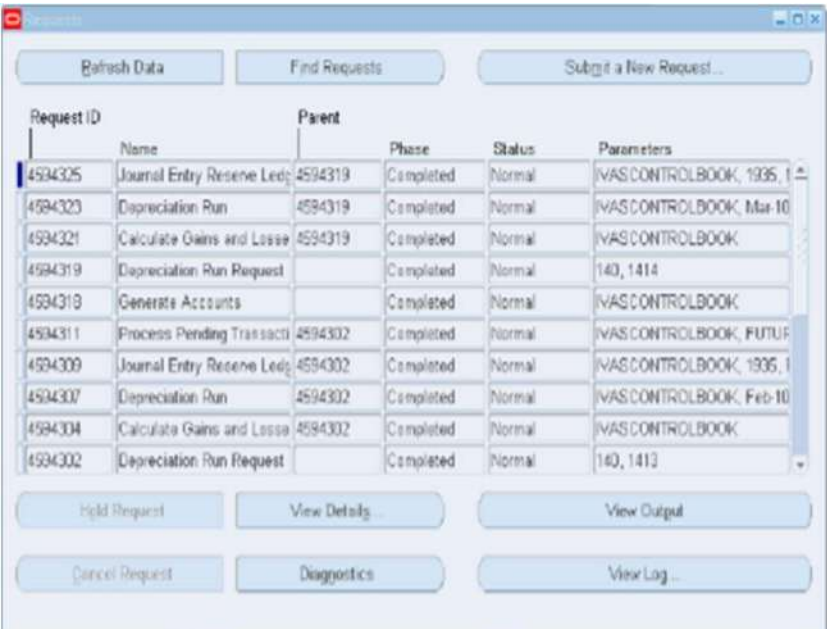 Requests
Refresh Data Find Requests Submit a New Request...
Request ID Parent
Name Phase Status Parameters
4594325 Journal Entry Reserve Ledg 4594319 Completed Normal IVASCONTROLBOOK, 1935,
4594323 Depreciation Run 4594319 Completed Normal IVASCONTROLBOOK, Mar-10
4594321 Calculate Gains and Losse 4594319 Completed Normal IVASCONTROLBOOK
4594319 Depreciation Run Request Completed Normal 140, 1414
4594318 Generate Accounts Completed Normal IVASCONTROLBOOK
4594311 Process Pending Transacti 4594302 Completed Normal IVASCONTROLBOOK, FUTUR
4594309 Journal Entry Reserve Ledg 4594302 Completed Normal IVASCONTROLBOOK, 1935,
4594307 Depreciation Run 4594302 Completed Normal IVASCONTROLBOOK, Feb-10
4594304 Calculate Gains and Losse 4594302 Completed Normal IVASCONTROLBOOK
4594302 Depreciation Run Request Completed Normal 140, 1413
Hold Request View Details... View Output
Cancel Request Diagnostics View Log...